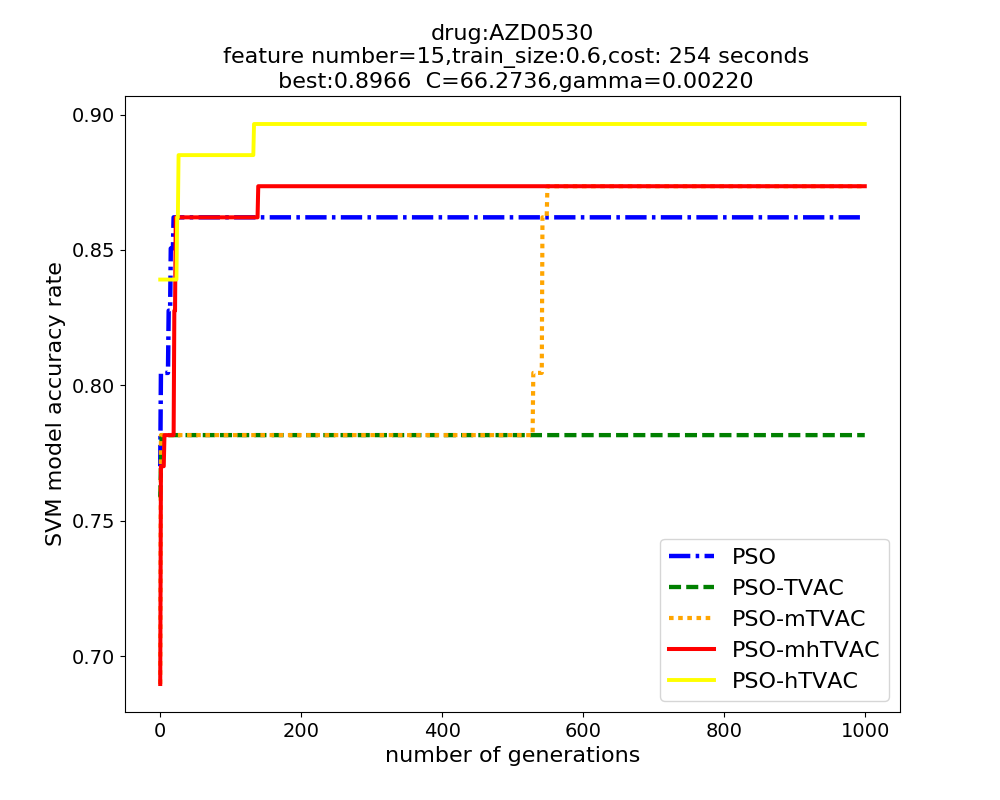 drug:AZD0530
feature number=15,train_size:0.6,cost: 254 seconds
best:0.8966  C=66.2736,gamma=0.00220
0.90
0.85
0.80
0.75
0.70
SVM model accuracy rate
0 200 400 600 800 1000
number of generations
PSO
PSO-TVAC
PSO-mTVAC
PSO-mhTVAC
PSO-hTVAC